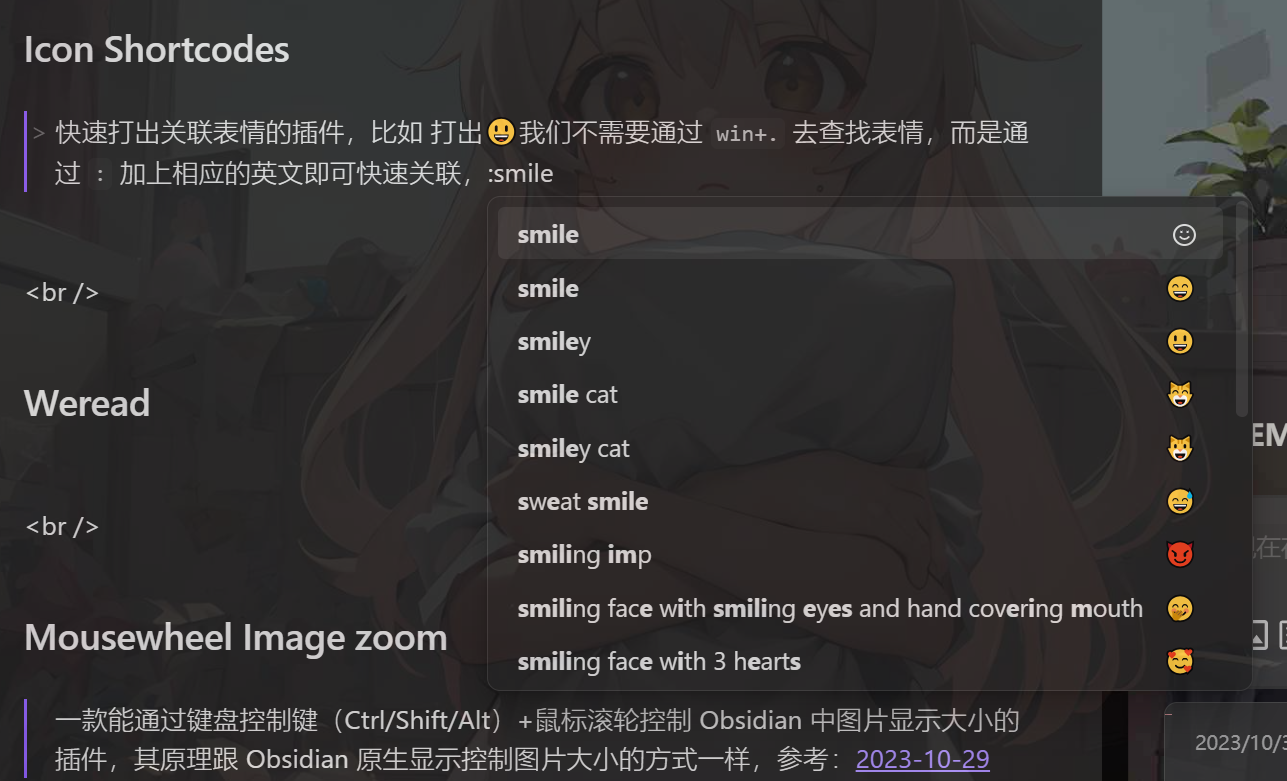 Icon Shortcodes
> 快速打出关联表情的插件，比如 打出😃我们不需要通过 win+. 去查找表情，而是通
过 : 加上相应的英文即可快速关联，:smile
smile
smile 😄
smiley 😃
smile cat 😸
smiley cat 😺
sweat smile 😅
smiling imp 😈
smiling face with smiling eyes and hand covering mouth 🤭
smiling face with 3 hearts 🥰
<br />
Weread
<br />
Mousewheel Image zoom
一款能通过键盘控制键（Ctrl/Shift/Alt）+鼠标滚轮控制 Obsidian 中图片显示大小的
插件，其原理跟 Obsidian 原生显示控制图片大小的方式一样，参考：2023-10-29
EM
在
2023/10/3